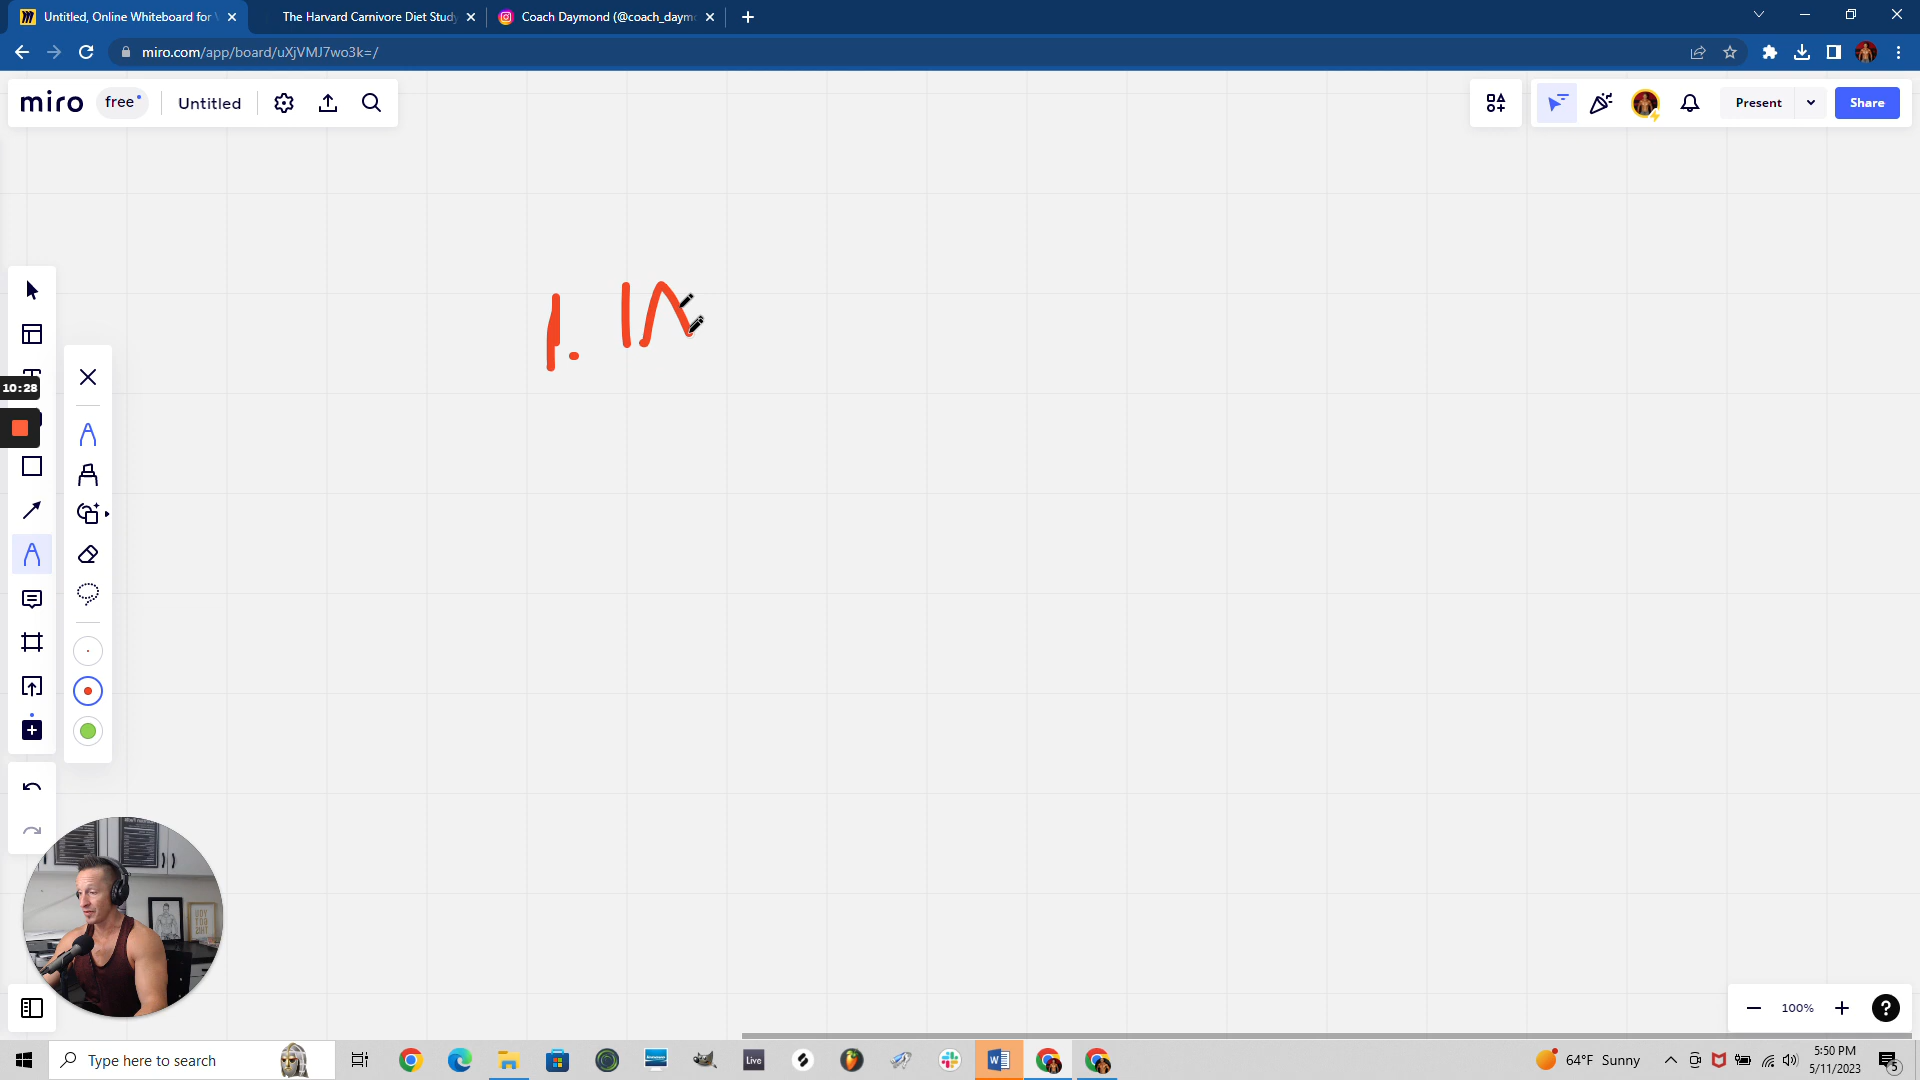 Untitled, Online Whiteboard for
The Harvard Carnivore Diet Study
Coach Daymond (@coach_daym
miro.com/app/board/uXjVMJ7wo3k=/
miro free Untitled
Present Share
1. IN
10:28
100%
Type here to search
Live
64°F Sunny
5:50 PM
5/11/2023
5